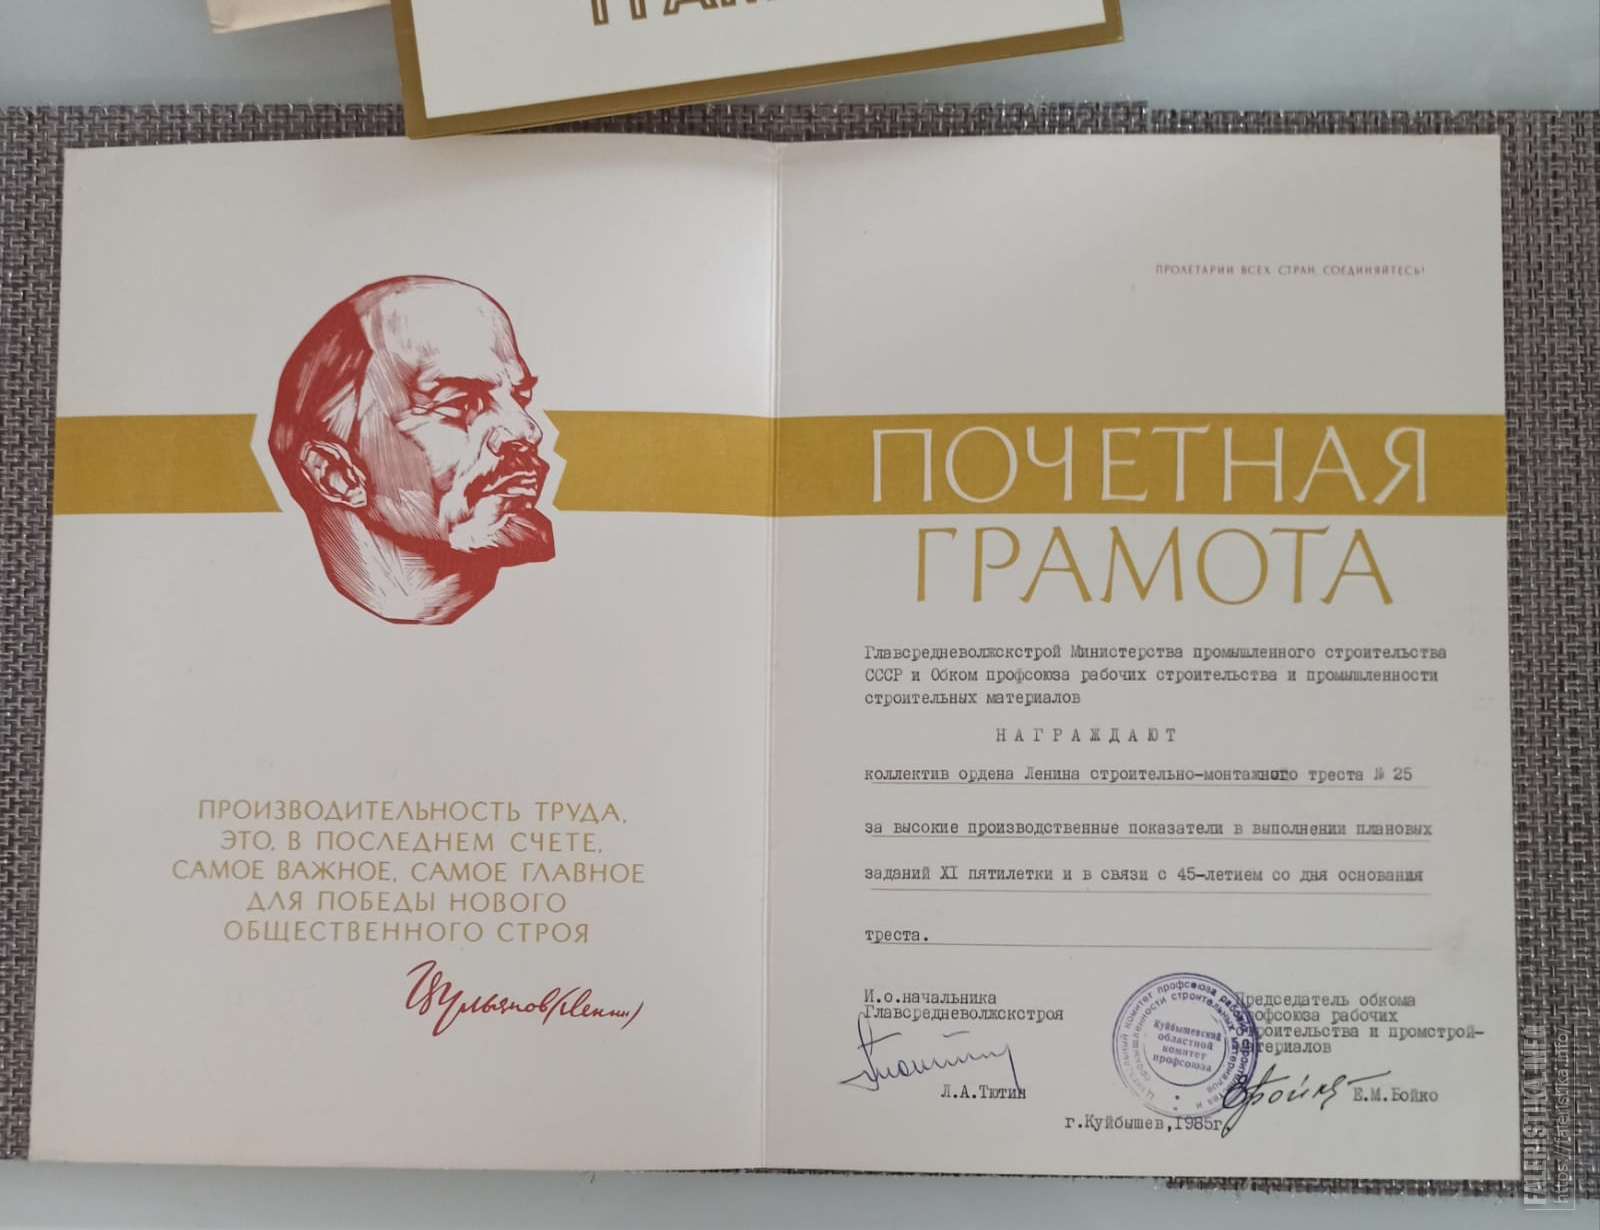 ГРАМОТА
ПРОИЗВОДИТЕЛЬНОСТЬ ТРУДА,
ЭТО, В ПОСЛЕДНЕМ СЧЕТЕ,
САМОЕ ВАЖНОЕ, САМОЕ ГЛАВНОЕ
ДЛЯ ПОБЕДЫ НОВОГО
ОБЩЕСТВЕННОГО СТРОЯ
В.Ульянов (Ленин)
ПРОЛЕТАРИИ ВСЕХ СТРАН, СОЕДИНЯЙТЕСЬ!
ПОЧЕТНАЯ
ГРАМОТА
Главсредневолжскстрой Министерства промышленного строительства
СССР и Обком профсоюза рабочих строительства и промышленности
строительных материалов
НАГРАЖДАЮТ
коллектив ордена Ленина строительно-монтажного треста № 25
за высокие производственные показатели в выполнении плановых
заданий XI пятилетки и в связи с 45-летием со дня основания
треста.
И.о.начальника
Главсредневолжскстроя
Л.А.Тютин
Председатель обкома
профсоюза рабочих
строительства и промстрой-
материалов
Е.М.Бойко
Куйбышевский
областной
комитет
профсоюза
г.Куйбышев,1985г.
FALERISTIKA.INFO
https://faleristika.info/